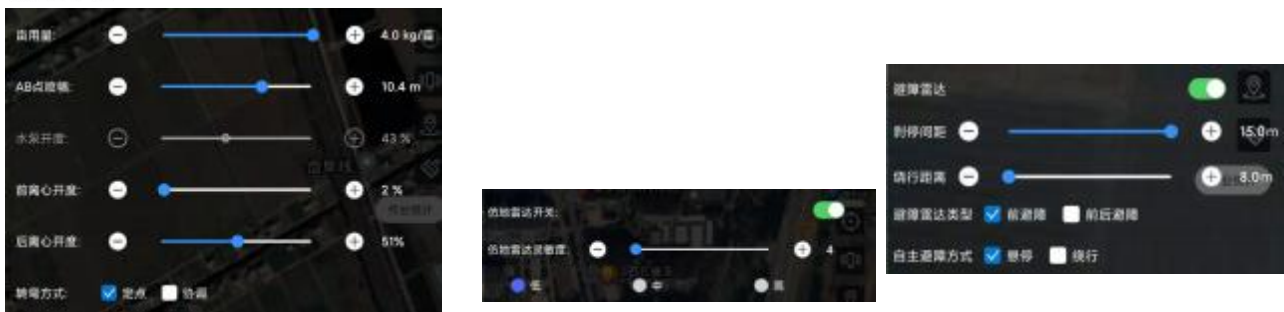 亩用量: 4.0 kg/亩
AB点喷幅: 10.4 m
水泵开度: 43 %
前离心开度: 2 %
后离心开度: 51%
转弯方式: 定点 协调
仿地雷达开关:
仿地雷达灵敏度: 4
低 中 高
避障雷达
刹停间距 15.0m
绕行距离 8.0m
避障雷达类型 前避障 前后避障
自主避障方式 悬停 绕行